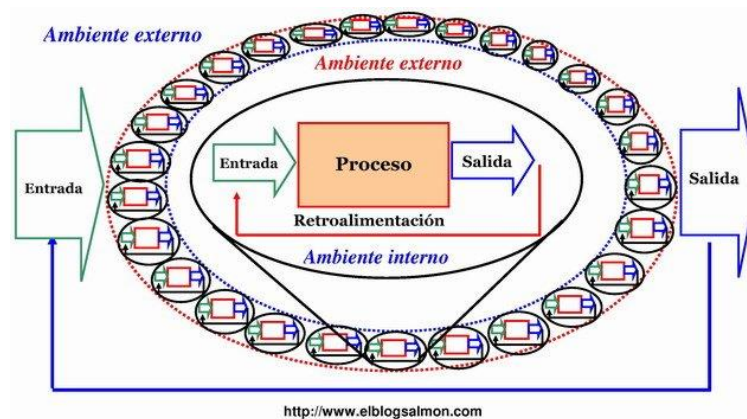 Ambiente externo
Ambiente externo
Entrada
Entrada
Proceso
Salida
Salida
Retroalimentación
Ambiente interno
http://www.elblogsalmon.com